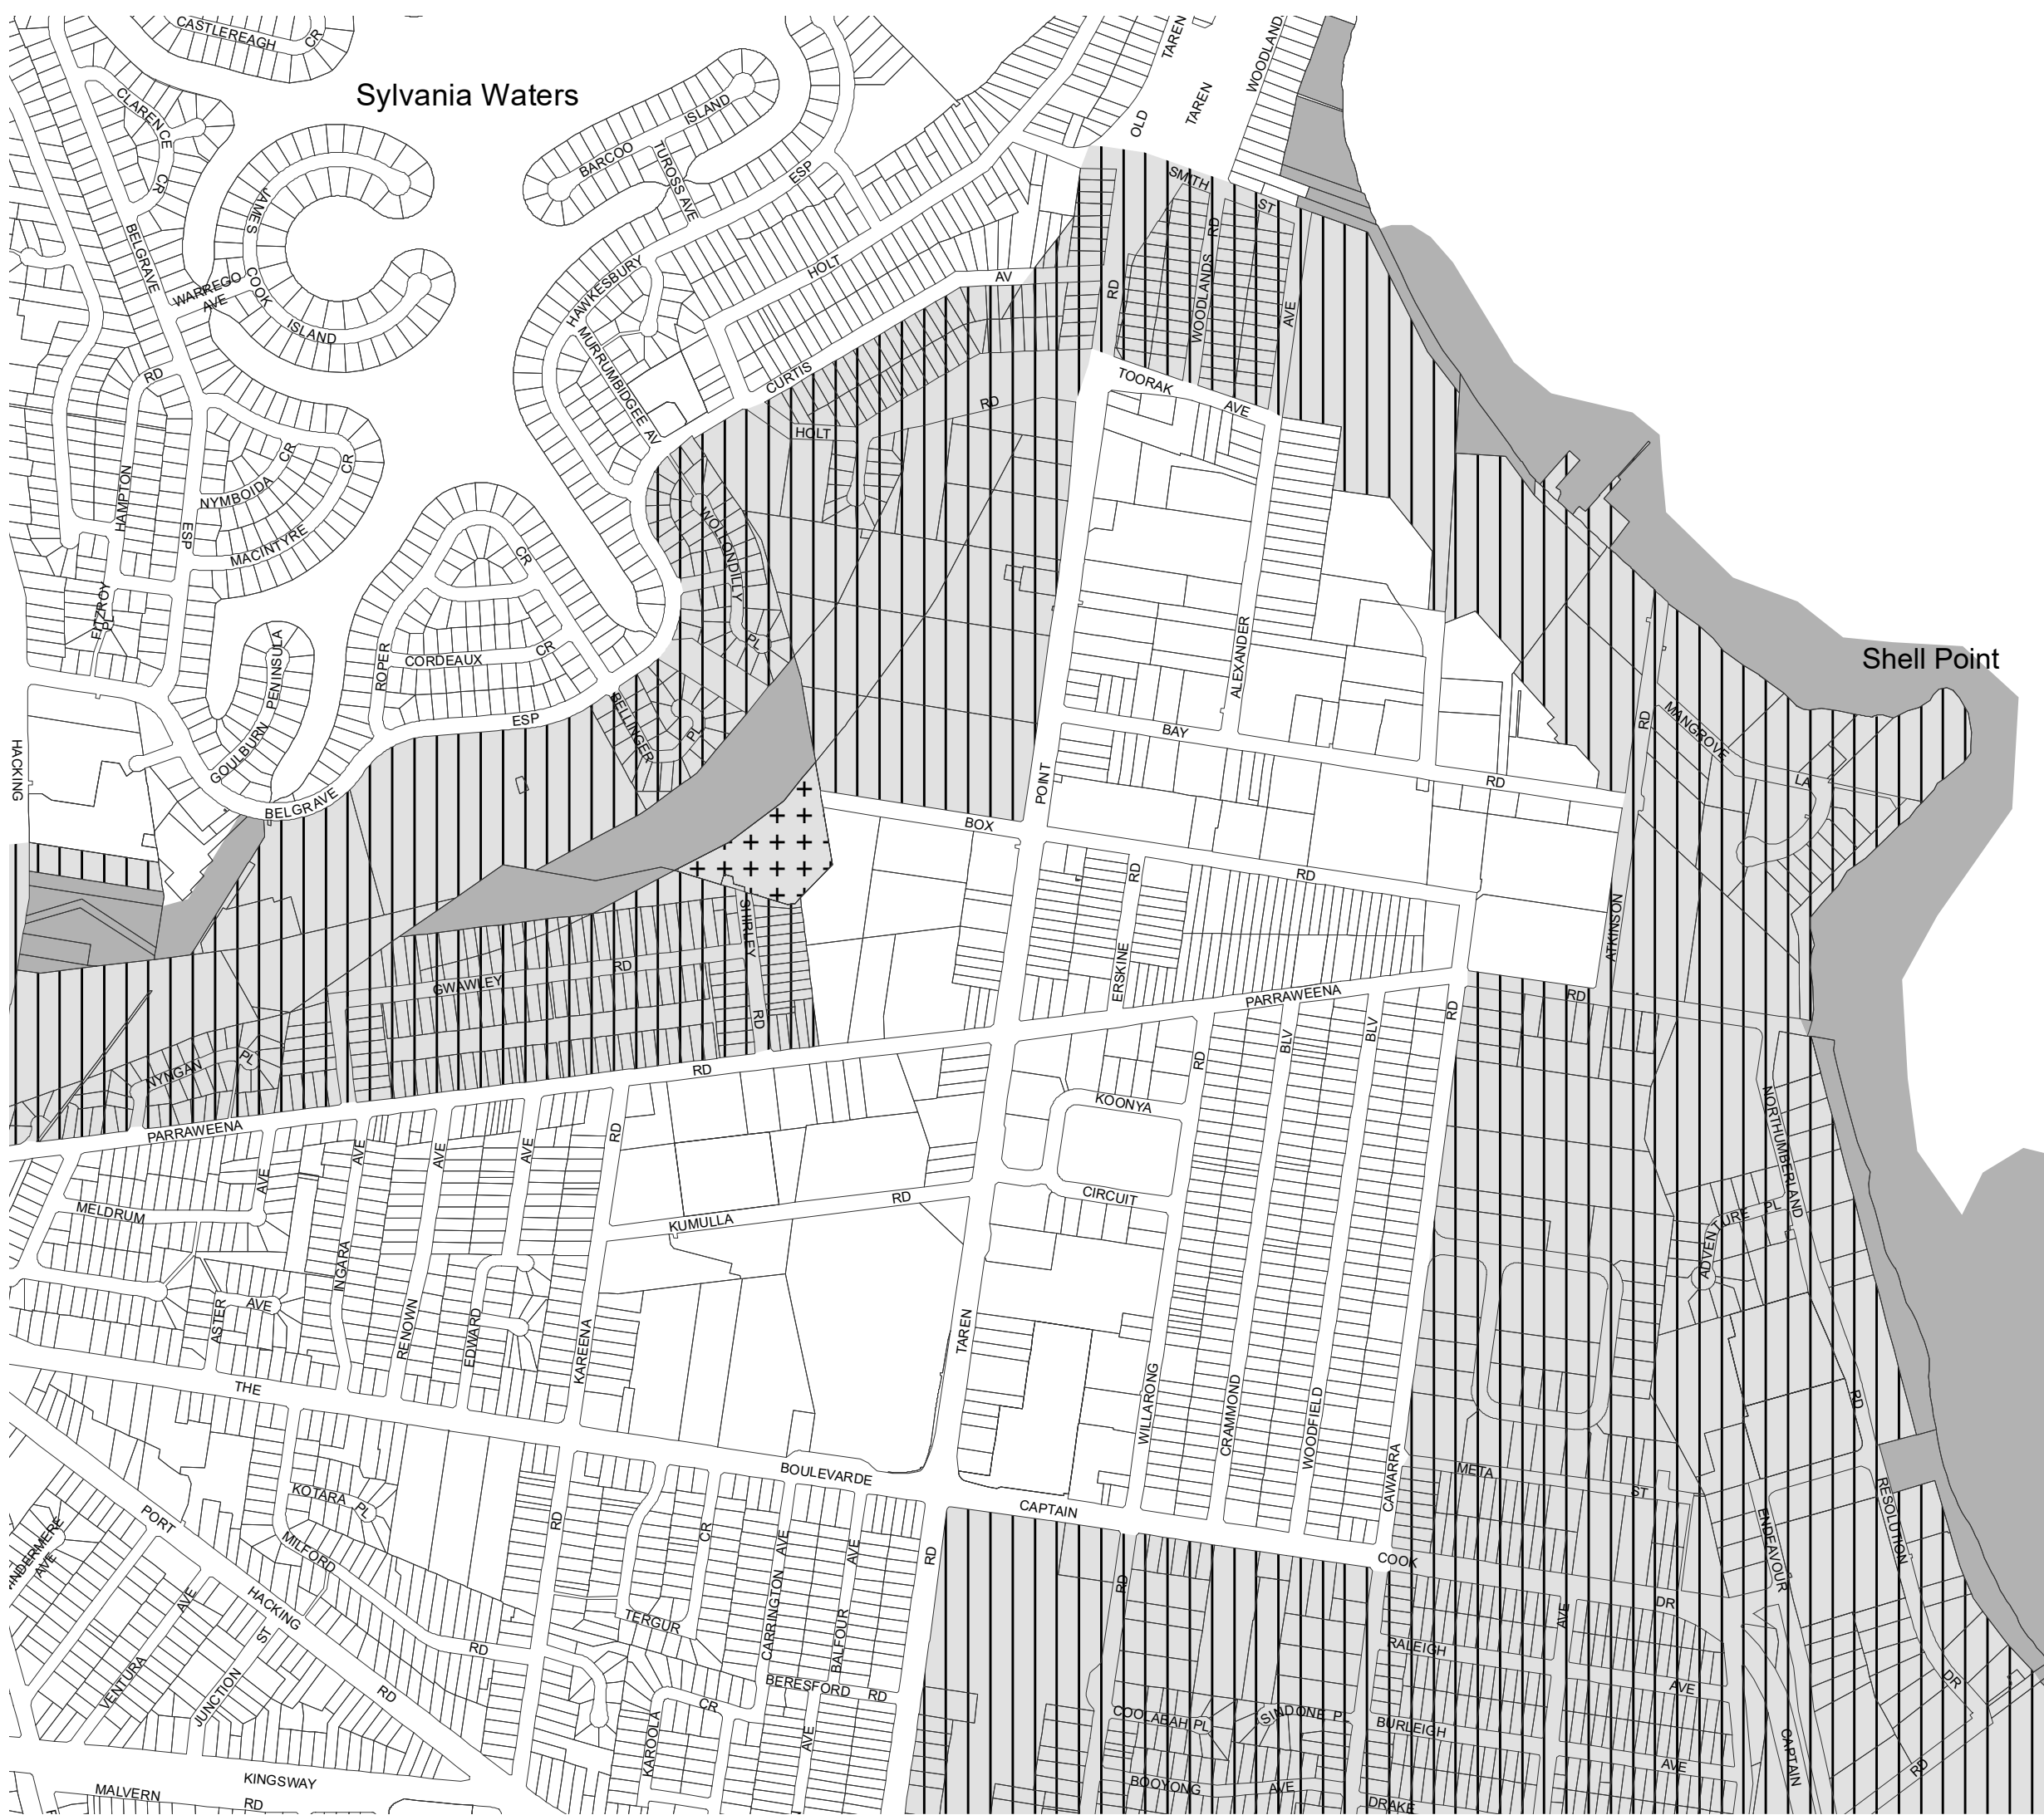 CASTLEREAGH
CR
TAREN
WOODLAND
Sylvania Waters
CLARENCE
CR
ISLAND
BARCOO
TUROSS AVE
ESP
OLD
TAREN
SMITH
ST
JAMES
COOK
ISLAND
BELGRAVE
WARREGO
AVE
RD
HAWKESBURY
MURRUMBIDGEE AV
HOLT
AV
CURTIS
RD
WOODLANDS
RD
AVE
TOORAK
AVE
HOLT
RD
HAMPTON
NYMBOIDA
CR
CR
MACINTYRE
ESP
CR
WOLLONDILLY
PL
FITZROY
PL
PENINSULA
GOULBURN
ROPER
CORDEAUX
CR
ESP
BELLINGER
PL
ALEXANDER
Shell Point
MANGROVE
LA
RD
HACKING
BELGRAVE
POINT
BAY
RD
BOX
RD
RD
ERSKINE
ATKINSON
SHIRLEY
RD
GWAWLEY
RD
PARRAWEENA
RD
RD
BLV
BLV
RD
NYNGAN
PL
RD
KOONYA
NORTHUMBERLAND
PARRAWEENA
AVE
AVE
AVE
AVE
RD
MELDRUM
KUMULLA
RD
CIRCUIT
ADVENTURE PL
INGARA
ASTER
AVE
RENOWN
EDWARD
KAREENA
TAREN
WILLARONG
CRAMMOND
WOODFIELD
CAWARRA
RD
THE
BOULEVARDE
CAPTAIN
COOK
META
ST
RESOLUTION
ENDEAVOUR
KOTARA PL
PORT
MILFORD
HACKING
RD
RD
RD
CR
TERGUR
CARRINGTON
AVE
BALFOUR
AVE
RD
RD
AVE
DR
RALEIGH
AVE
AVE
AVE
VENTURA
ST
JUNCTION
BERESFORD
RD
CR
KAROOLA
AVE
COOLABAH PL
SINDONE P
BURLEIGH
AVE
DR
RD
CAPTAIN
KINGSWAY
MALVERN
RD
BOOYONG
AVE
DRAKE